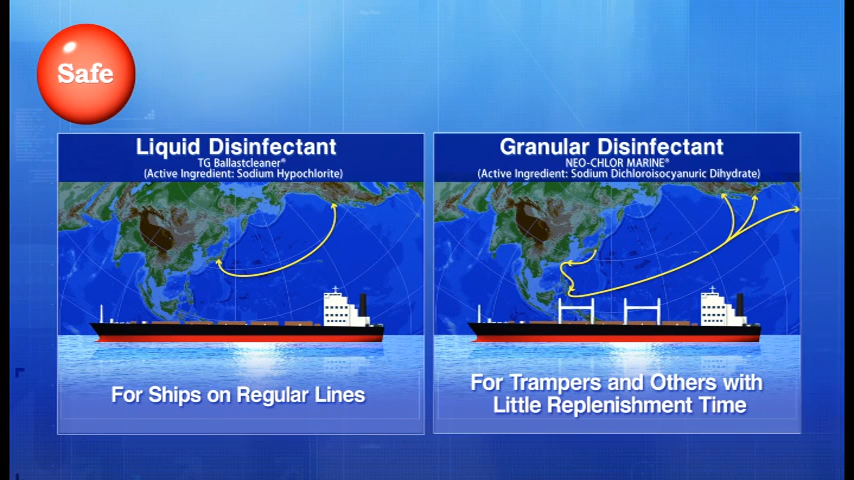 Safe
Liquid Disinfectant
TG Ballastcleaner®
(Active Ingredient: Sodium Hypochlorite)
For Ships on Regular Lines
Granular Disinfectant
NEO-CHLOR MARINE®
(Active Ingredient: Sodium Dichloroisocyanuric Dihydrate)
For Trampers and Others with
Little Replenishment Time